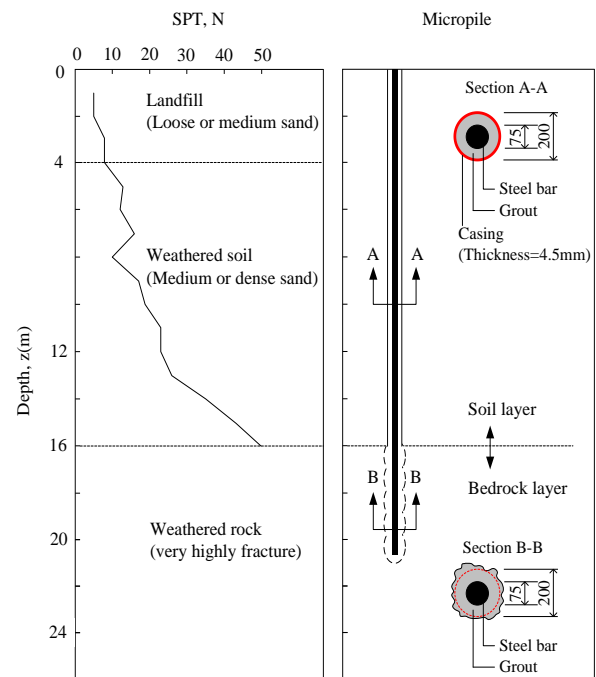 SPT, N
0 10 20 30 40 50
0
4
8
12
16
20
24
Depth, z(m)
Landfill
(Loose or medium sand)
Weathered soil
(Medium or dense sand)
Weathered rock
(very highly fracture)
Micropile
Section A-A
75
200
Steel bar
Grout
Casing
(Thickness=4.5mm)
A A
Soil layer
Bedrock layer
B B
Section B-B
75
200
Steel bar
Grout